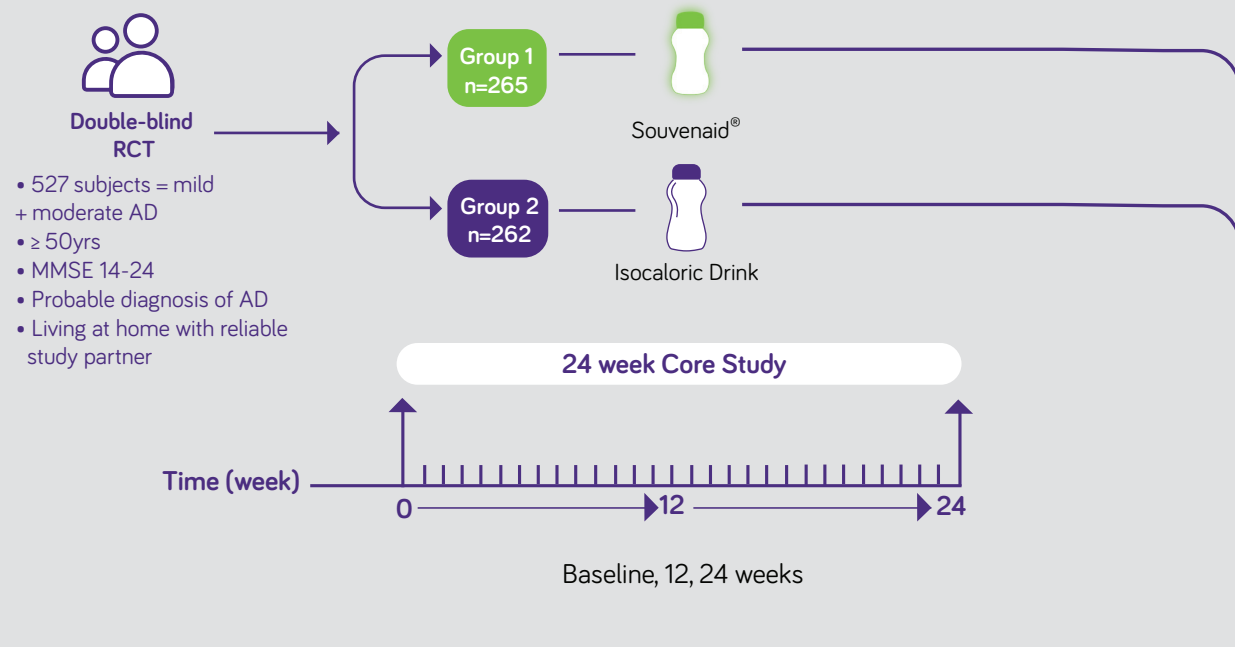 Double-blind
RCT
• 527 subjects = mild
+ moderate AD
• ≥ 50yrs
• MMSE 14-24
• Probable diagnosis of AD
• Living at home with reliable
study partner
Group 1
n=265
Souvenaid®
Group 2
n=262
Isocaloric Drink
24 week Core Study
Time (week)
0 12 24
Baseline, 12, 24 weeks